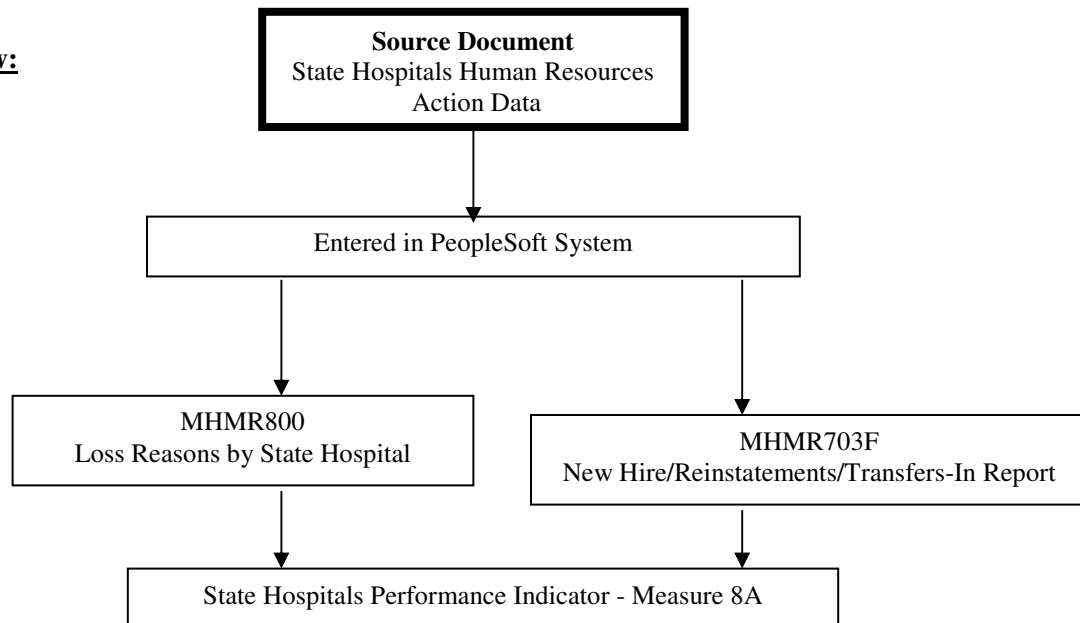 Source Document
State Hospitals Human Resources
Action Data
Entered in PeopleSoft System
MHMR800
Loss Reasons by State Hospital
MHMR703F
New Hire/Reinstatements/Transfers-In Report
State Hospitals Performance Indicator - Measure 8A